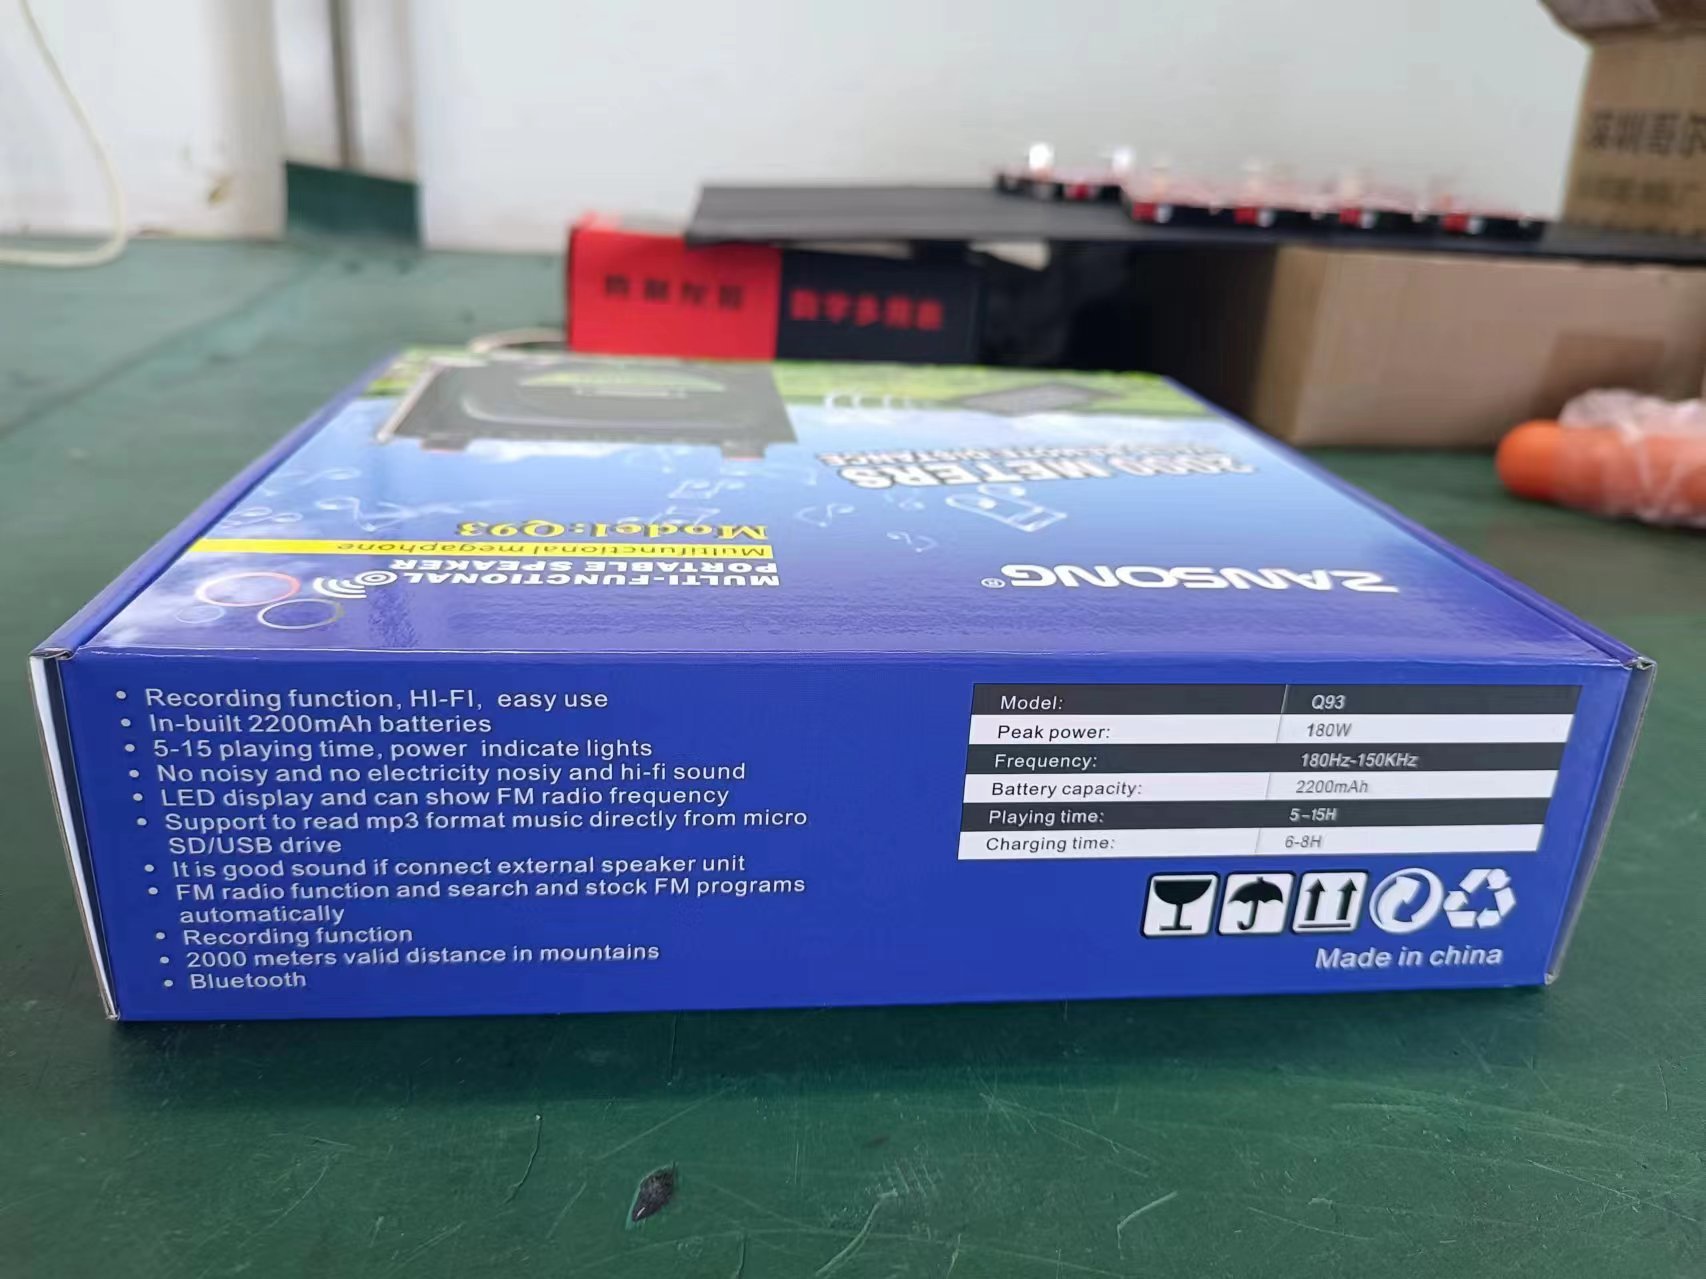 ZANSONG®
MULTI-FUNCTIONAL
PORTABLE SPEAKER
Multifunctional megaphone
Model:Q93
2000 METERS
• Recording function, HI-FI, easy use
• In-built 2200mAh batteries
• 5-15 playing time, power indicate lights
• No noisy and no electricity nosiy and hi-fi sound
• LED display and can show FM radio frequency
• Support to read mp3 format music directly from micro
SD/USB drive
• It is good sound if connect external speaker unit
• FM radio function and search and stock FM programs
automatically
• Recording function
• 2000 meters valid distance in mountains
• Bluetooth
Model: Q93
Peak power: 180W
Frequency: 180Hz-150KHz
Battery capacity: 2200mAh
Playing time: 5-15H
Charging time: 6-8H
Made in china